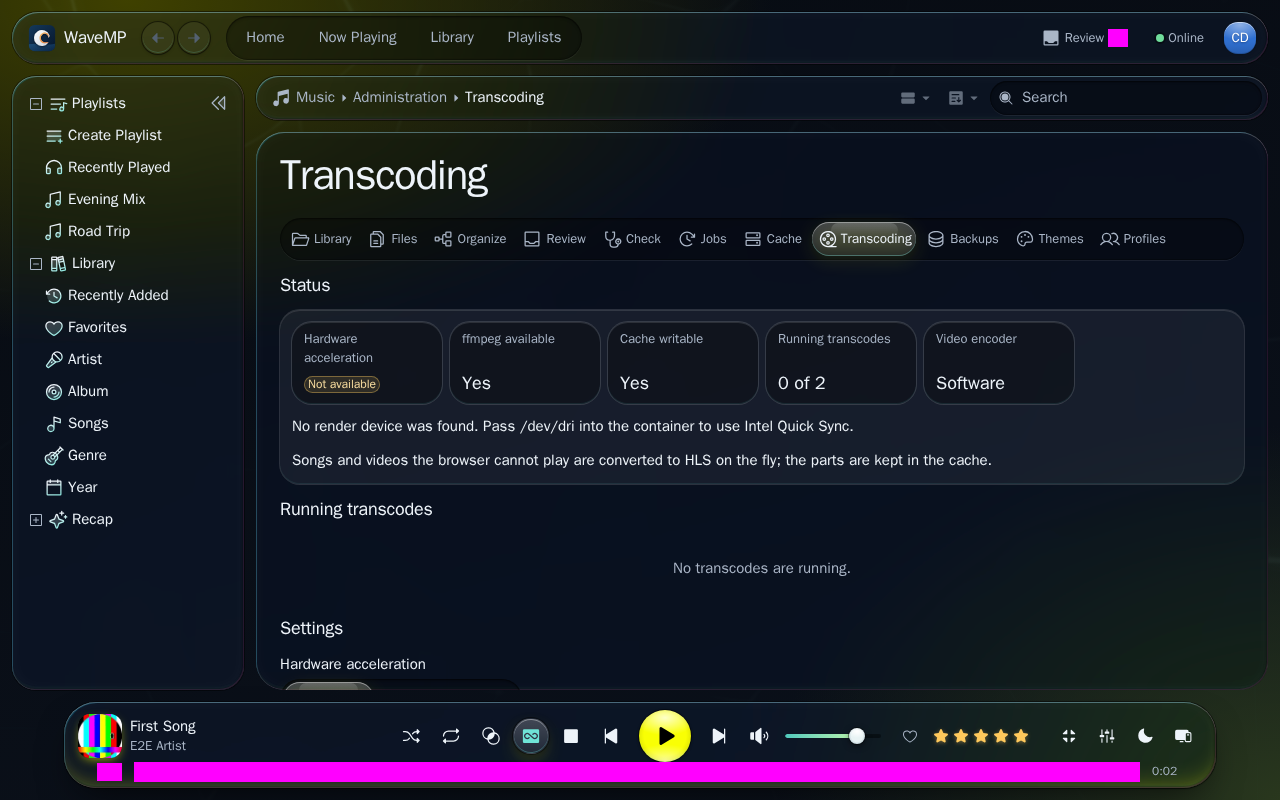 WaveMP
Home
Now Playing
Library
Playlists
Review
Online
CD
Playlists
Create Playlist
Recently Played
Evening Mix
Road Trip
Library
Recently Added
Favorites
Artist
Album
Songs
Genre
Year
Recap
Music
Administration
Transcoding
Search
Transcoding
Library
Files
Organize
Review
Check
Jobs
Cache
Transcoding
Backups
Themes
Profiles
Status
Hardware
acceleration
Not available
ffmpeg available
Yes
Cache writable
Yes
Running transcodes
0 of 2
Video encoder
Software
No render device was found. Pass /dev/dri into the container to use Intel Quick Sync.
Songs and videos the browser cannot play are converted to HLS on the fly; the parts are kept in the cache.
Running transcodes
No transcodes are running.
Settings
Hardware acceleration
First Song
E2E Artist
0:02